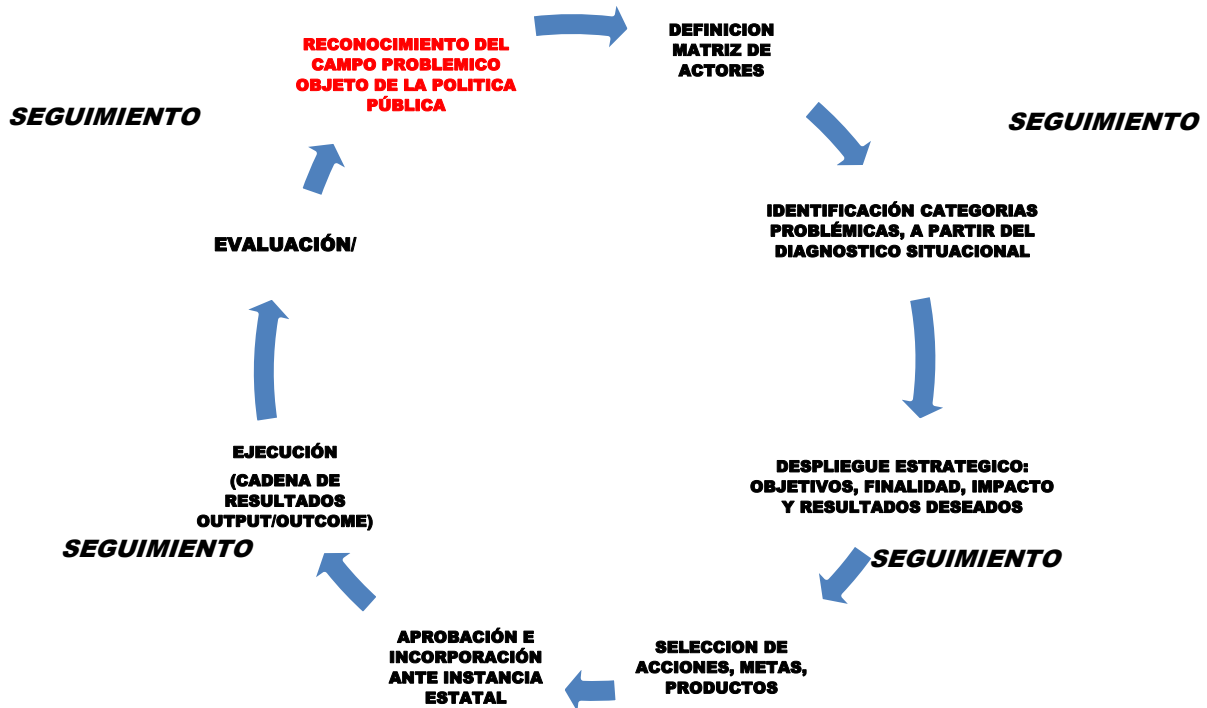 RECONOCIMIENTO DEL
CAMPO PROBLEMICO
OBJETO DE LA POLITICA
PÚBLICA
DEFINICION
MATRIZ DE
ACTORES
SEGUIMIENTO
SEGUIMIENTO
IDENTIFICACIÓN CATEGORIAS
PROBLÉMICAS, A PARTIR DEL
DIAGNOSTICO SITUACIONAL
EVALUACIÓN/
DESPLIEGUE ESTRATEGICO:
OBJETIVOS, FINALIDAD, IMPACTO
Y RESULTADOS DESEADOS
EJECUCIÓN
(CADENA DE
RESULTADOS
OUTPUT/OUTCOME)
SEGUIMIENTO
SEGUIMIENTO
SELECCION DE
ACCIONES, METAS,
PRODUCTOS
APROBACIÓN E
INCORPORACIÓN
ANTE INSTANCIA
ESTATAL